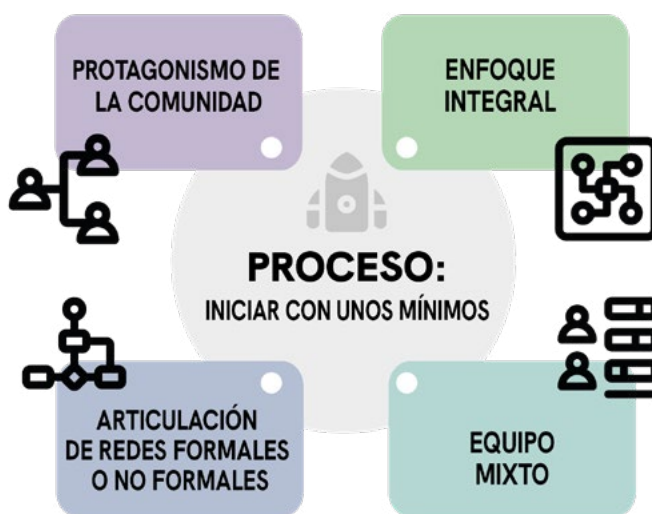 PROTAGONISMO DE
LA COMUNIDAD
ENFOQUE
INTEGRAL
PROCESO:
INICIAR CON UNOS MÍNIMOS
ARTICULACIÓN
DE REDES FORMALES
O NO FORMALES
EQUIPO
MIXTO